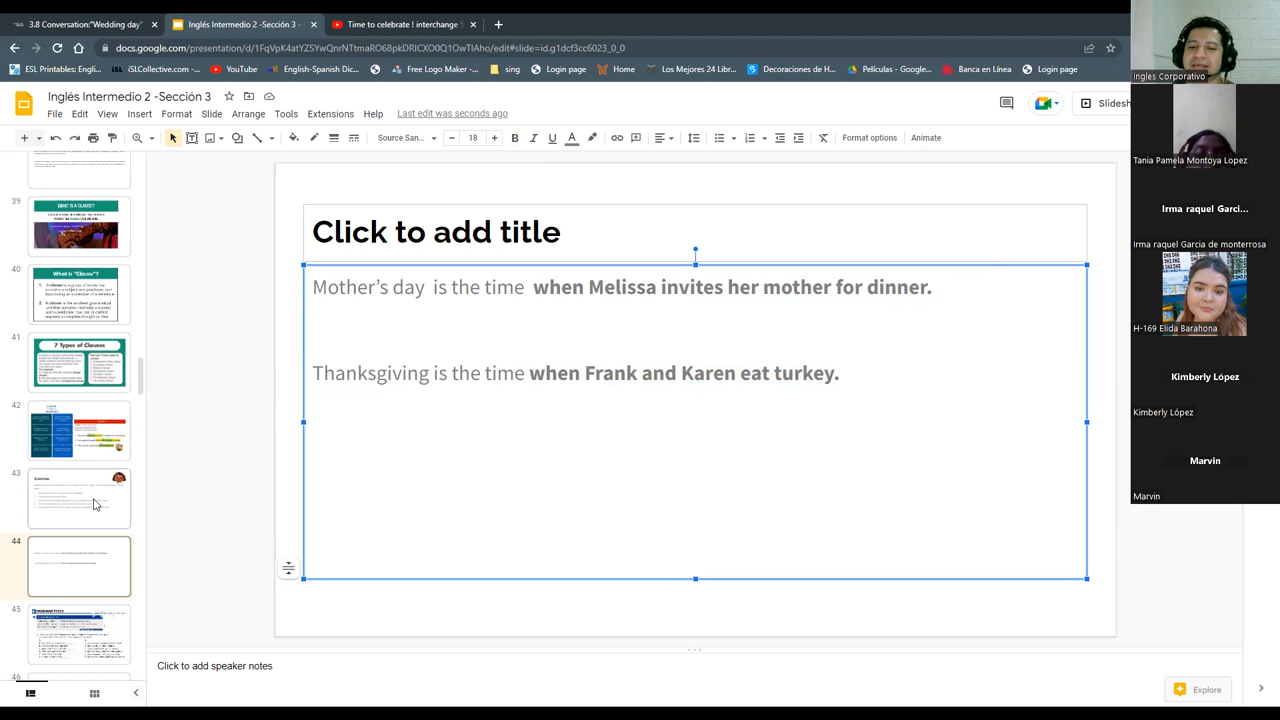 3.8 Conversation:"Wedding day"
Inglés Intermedio 2 -Sección 3 -
Time to celebrate ! interchange 5
docs.google.com/presentation/d/1FqVpK4atYZSYwQnrNTtmaRO68pkDRICXO0Q1OwTlAho/edit#slide=id.g1dcf3cc6023_0_0
ESL Printables: Engl...
iSLCollective.com -...
YouTube
English-Spanish Dic...
Free Logo Maker -...
Bing
Login page
Home
Los Mejores 24 Libr...
Decoraciones de H...
Películas - Google...
Banca en Línea
Login page
Inglés Intermedio 2 -Sección 3
File Edit View Insert Format Slide Arrange Tools Extensions Help Last edit was seconds ago
Slidesh
Source San... 18 Format options Animate
39
WHAT IS A CLAUSE?
40
What is "Clause"?
41
7 Types of Clauses
42
43
Exercise
44
45
46
Click to add title
Mother's day is the time when Melissa invites her mother for dinner.
Thanksgiving is the time when Frank and Karen eat turkey.
Click to add speaker notes
Explore
Ingles Corporativo
Tania Pamela Montoya Lopez
Irma raquel Garci...
Irma raquel Garcia de monterrosa
H-169 Elida Barahona
Kimberly López
Kimberly López
Marvin
Marvin